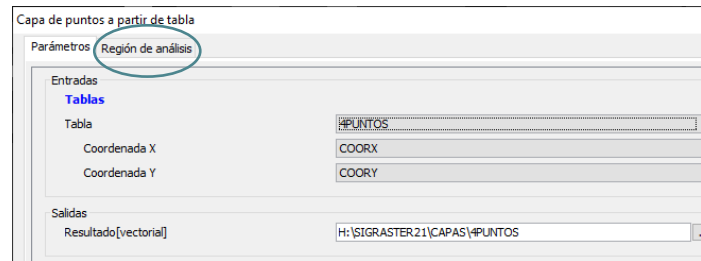 Capa de puntos a partir de tabla
Parámetros Región de análisis
Entradas
Tablas
Tabla 4PUNTOS
Coordenada X COORX
Coordenada Y COORY
Salidas
Resultado[vectorial] H:\SIGRASTER21\CAPAS\4PUNTOS